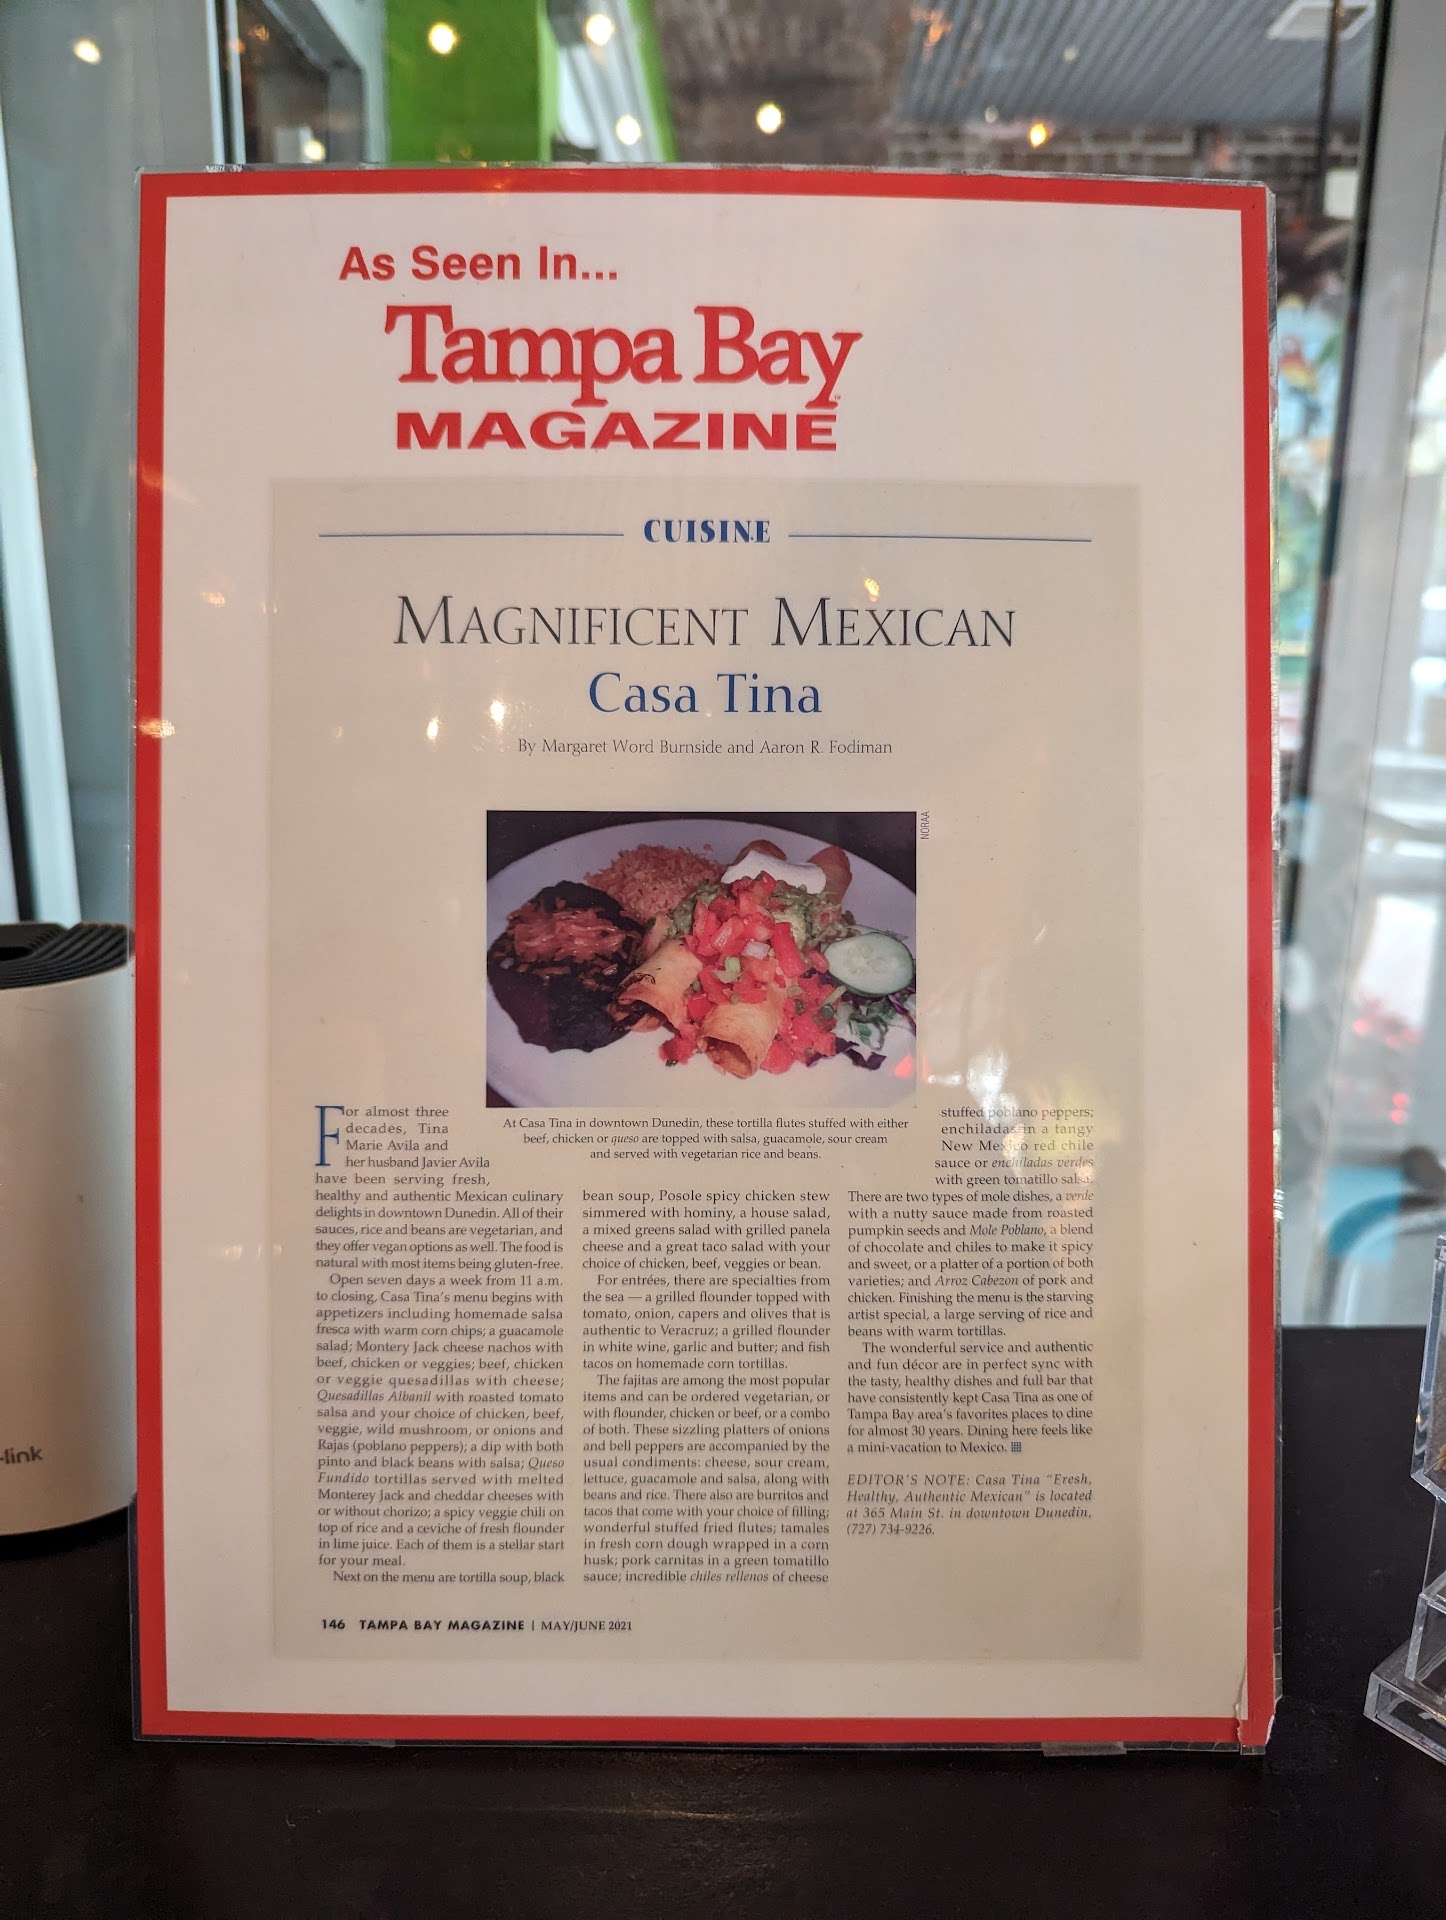 As Seen In...
Tampa Bay™
MAGAZINE
CUISINE
MAGNIFICENT MEXICAN
Casa Tina
By Margaret Word Burnside and Aaron R. Fodiman
NORAA
At Casa Tina in downtown Dunedin, these tortilla flutes stuffed with either
beef, chicken or queso are topped with salsa, guacamole, sour cream
and served with vegetarian rice and beans.
For almost three
decades, Tina
Marie Avila and
her husband Javier Avila
have been serving fresh,
healthy and authentic Mexican culinary
delights in downtown Dunedin. All of their
sauces, rice and beans are vegetarian, and
they offer vegan options as well. The food is
natural with most items being gluten-free.
Open seven days a week from 11 a.m.
to closing, Casa Tina's menu begins with
appetizers including homemade salsa
fresca with warm corn chips; a guacamole
salad; Montery Jack cheese nachos with
beef, chicken or veggies; beef, chicken
or veggie quesadillas with cheese;
Quesadillas Albanil with roasted tomato
salsa and your choice of chicken, beef,
veggie, wild mushroom, or onions and
Rajas (poblano peppers); a dip with both
pinto and black beans with salsa; Queso
Fundido tortillas served with melted
Monterey Jack and cheddar cheeses with
or without chorizo; a spicy veggie chili on
top of rice and a ceviche of fresh flounder
in lime juice. Each of them is a stellar start
for your meal.
Next on the menu are tortilla soup, black
bean soup, Posole spicy chicken stew
simmered with hominy, a house salad,
a mixed greens salad with grilled panela
cheese and a great taco salad with your
choice of chicken, beef, veggies or bean.
For entrées, there are specialties from
the sea — a grilled flounder topped with
tomato, onion, capers and olives that is
authentic to Veracruz; a grilled flounder
in white wine, garlic and butter; and fish
tacos on homemade corn tortillas.
The fajitas are among the most popular
items and can be ordered vegetarian, or
with flounder, chicken or beef, or a combo
of both. These sizzling platters of onions
and bell peppers are accompanied by the
usual condiments: cheese, sour cream,
lettuce, guacamole and salsa, along with
beans and rice. There also are burritos and
tacos that come with your choice of filling;
wonderful stuffed fried flutes; tamales
in fresh corn dough wrapped in a corn
husk; pork carnitas in a green tomatillo
sauce; incredible chiles rellenos of cheese
stuffed poblano peppers;
enchiladas in a tangy
New Mexico red chile
sauce or enchiladas verdes
with green tomatillo salsa.
There are two types of mole dishes, a verde
with a nutty sauce made from roasted
pumpkin seeds and Mole Poblano, a blend
of chocolate and chiles to make it spicy
and sweet, or a platter of a portion of both
varieties; and Arroz Cabezon of pork and
chicken. Finishing the menu is the starving
artist special, a large serving of rice and
beans with warm tortillas.
The wonderful service and authentic
and fun décor are in perfect sync with
the tasty, healthy dishes and full bar that
have consistently kept Casa Tina as one of
Tampa Bay area's favorites places to dine
for almost 30 years. Dining here feels like
a mini-vacation to Mexico.
EDITOR'S NOTE: Casa Tina "Fresh,
Healthy, Authentic Mexican" is located
at 365 Main St. in downtown Dunedin,
(727) 734-9226.
146 TAMPA BAY MAGAZINE | MAY/JUNE 2021
-link